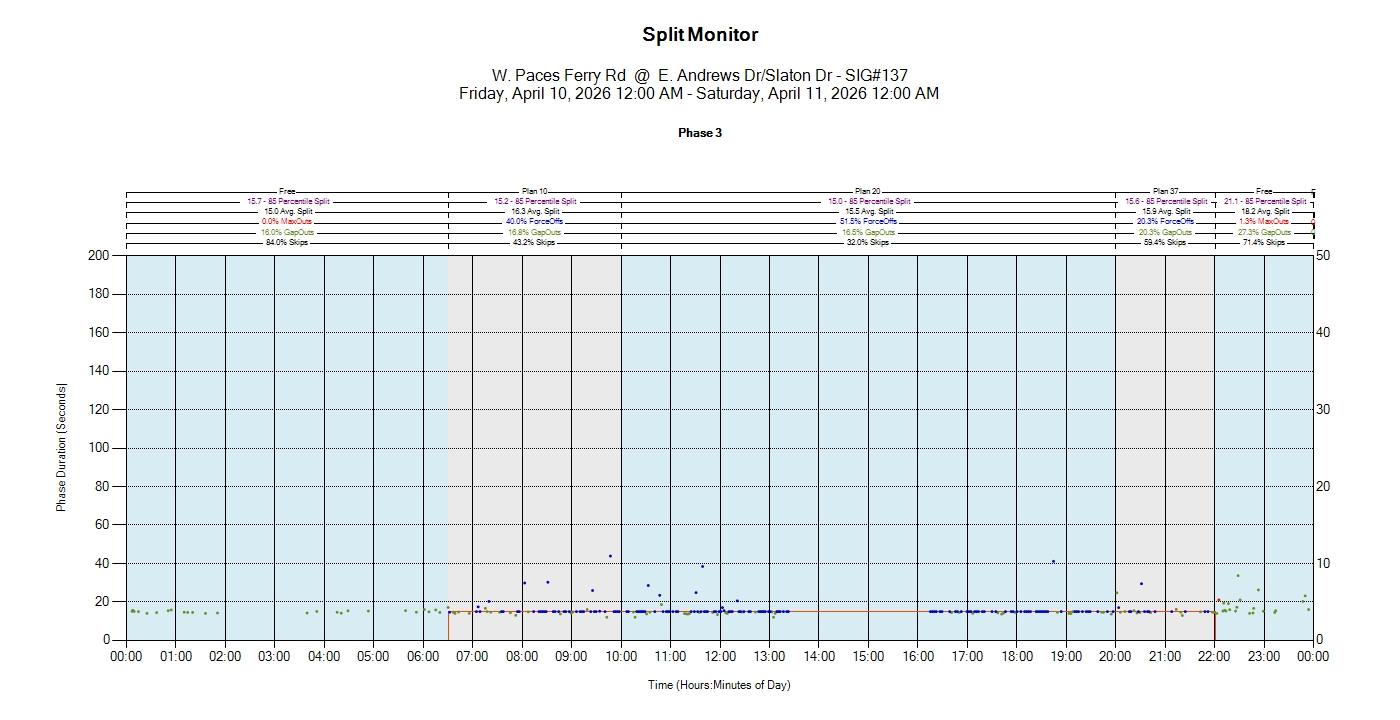 Split Monitor
W. Paces Ferry Rd @ E. Andrews Dr/Slaton Dr - SIG#137
Friday, April 10, 2026 12:00 AM - Saturday, April 11, 2026 12:00 AM
Phase 3
Free Plan 10 Plan 20 Plan 37 Free
15.7 - 85 Percentile Split 15.2 - 85 Percentile Split 15.0 - 85 Percentile Split 15.6 - 85 Percentile Split 21.1 - 85 Percentile Split
15.0 Avg. Split 16.3 Avg. Split 15.5 Avg. Split 15.9 Avg. Split 18.2 Avg. Split
0.0% MaxOuts 40.0% ForceOffs 51.5% ForceOffs 20.3% ForceOffs 1.3% MaxOuts
16.0% GapOuts 16.8% GapOuts 16.5% GapOuts 20.3% GapOuts 27.3% GapOuts
84.0% Skips 43.2% Skips 32.0% Skips 59.4% Skips 71.4% Skips
200 50
180
160 40
140
120 30
100
80 20
60
40 10
20
0 0
Phase Duration (Seconds)
00:00 01:00 02:00 03:00 04:00 05:00 06:00 07:00 08:00 09:00 10:00 11:00 12:00 13:00 14:00 15:00 16:00 17:00 18:00 19:00 20:00 21:00 22:00 23:00 00:00
Time (Hours:Minutes of Day)